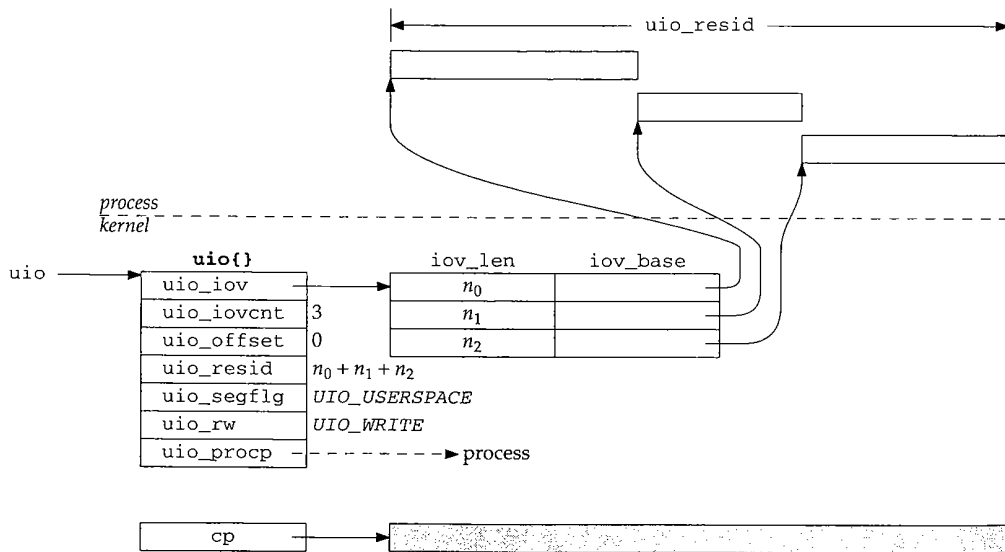 uio_resid
process
kernel
uio
uio{}
uio_iov
uio_iovcnt 3
uio_offset 0
uio_resid n0 + n1 + n2
uio_segflg UIO_USERSPACE
uio_rw UIO_WRITE
uio_procp process
iov_len iov_base
n0
n1
n2
cp